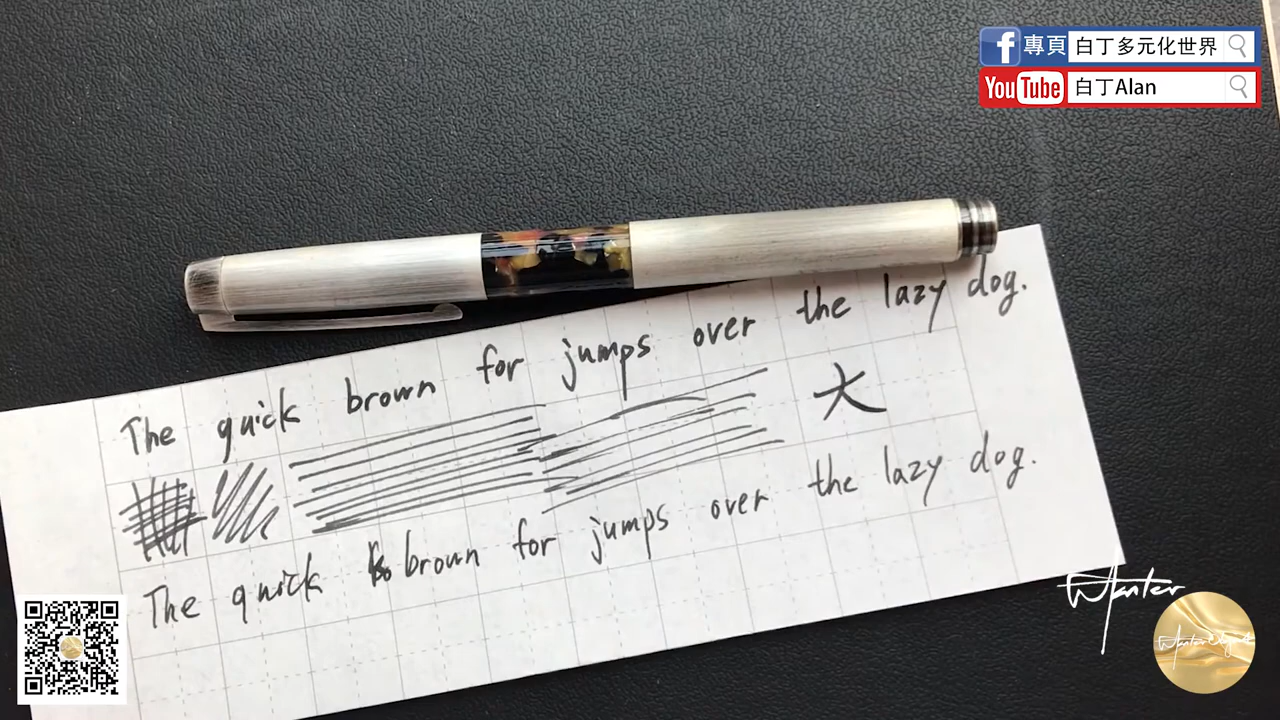 專頁 白丁多元化世界
YouTube 白丁Alan
The quick brown for jumps over the lazy dog.
大
The quick brown for jumps over the lazy dog.